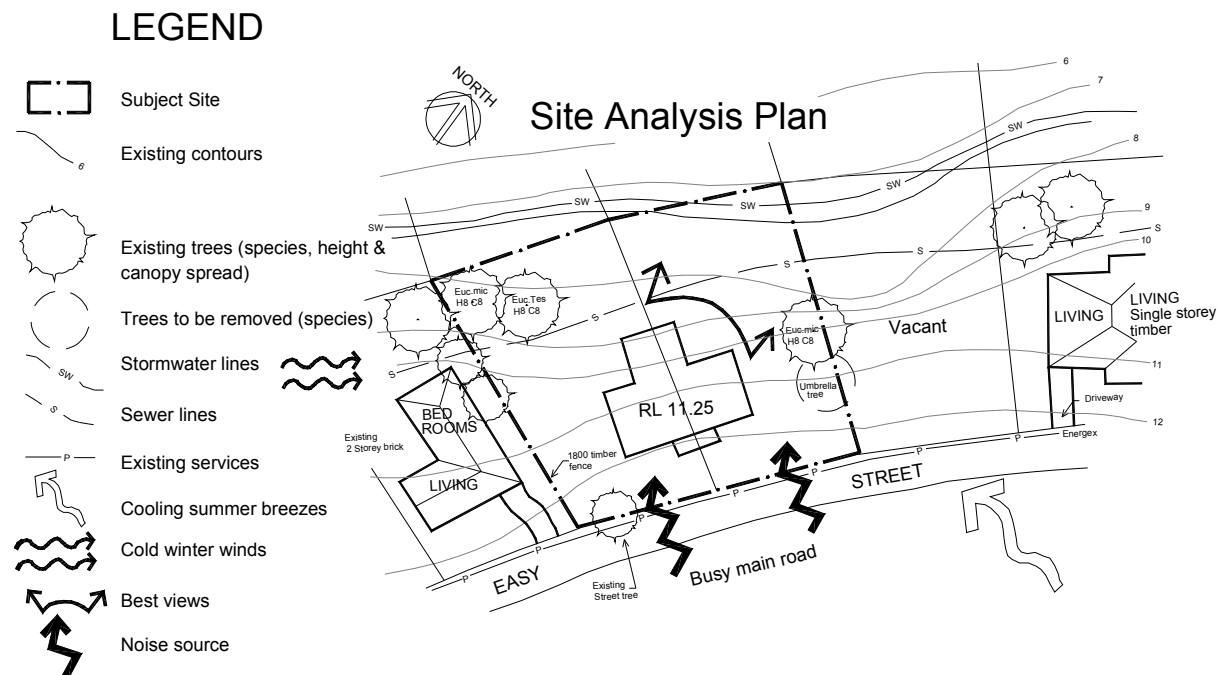 LEGEND
Subject Site
Existing contours
6
Existing trees (species, height &
canopy spread)
Trees to be removed (species)
Stormwater lines
SW
Sewer lines
S
Existing services
P
Cooling summer breezes
Cold winter winds
Best views
Noise source
NORTH
Site Analysis Plan
6
7
8
9
10
11
12
SW
SW
SW
SW
SW
S
S
S
S
S
Euc.mic
H8 C8
Euc.Tes
H8 C8
Euc.mic
H8 C8
Umbrella
tree
Vacant
LIVING
LIVING
Single storey
timber
Driveway
Energex
RL 11.25
BED
ROOMS
LIVING
Existing
2 Storey brick
1800 timber
fence
P
P
P
P
P
P
P
EASY
STREET
Busy main road
Existing
Street tree